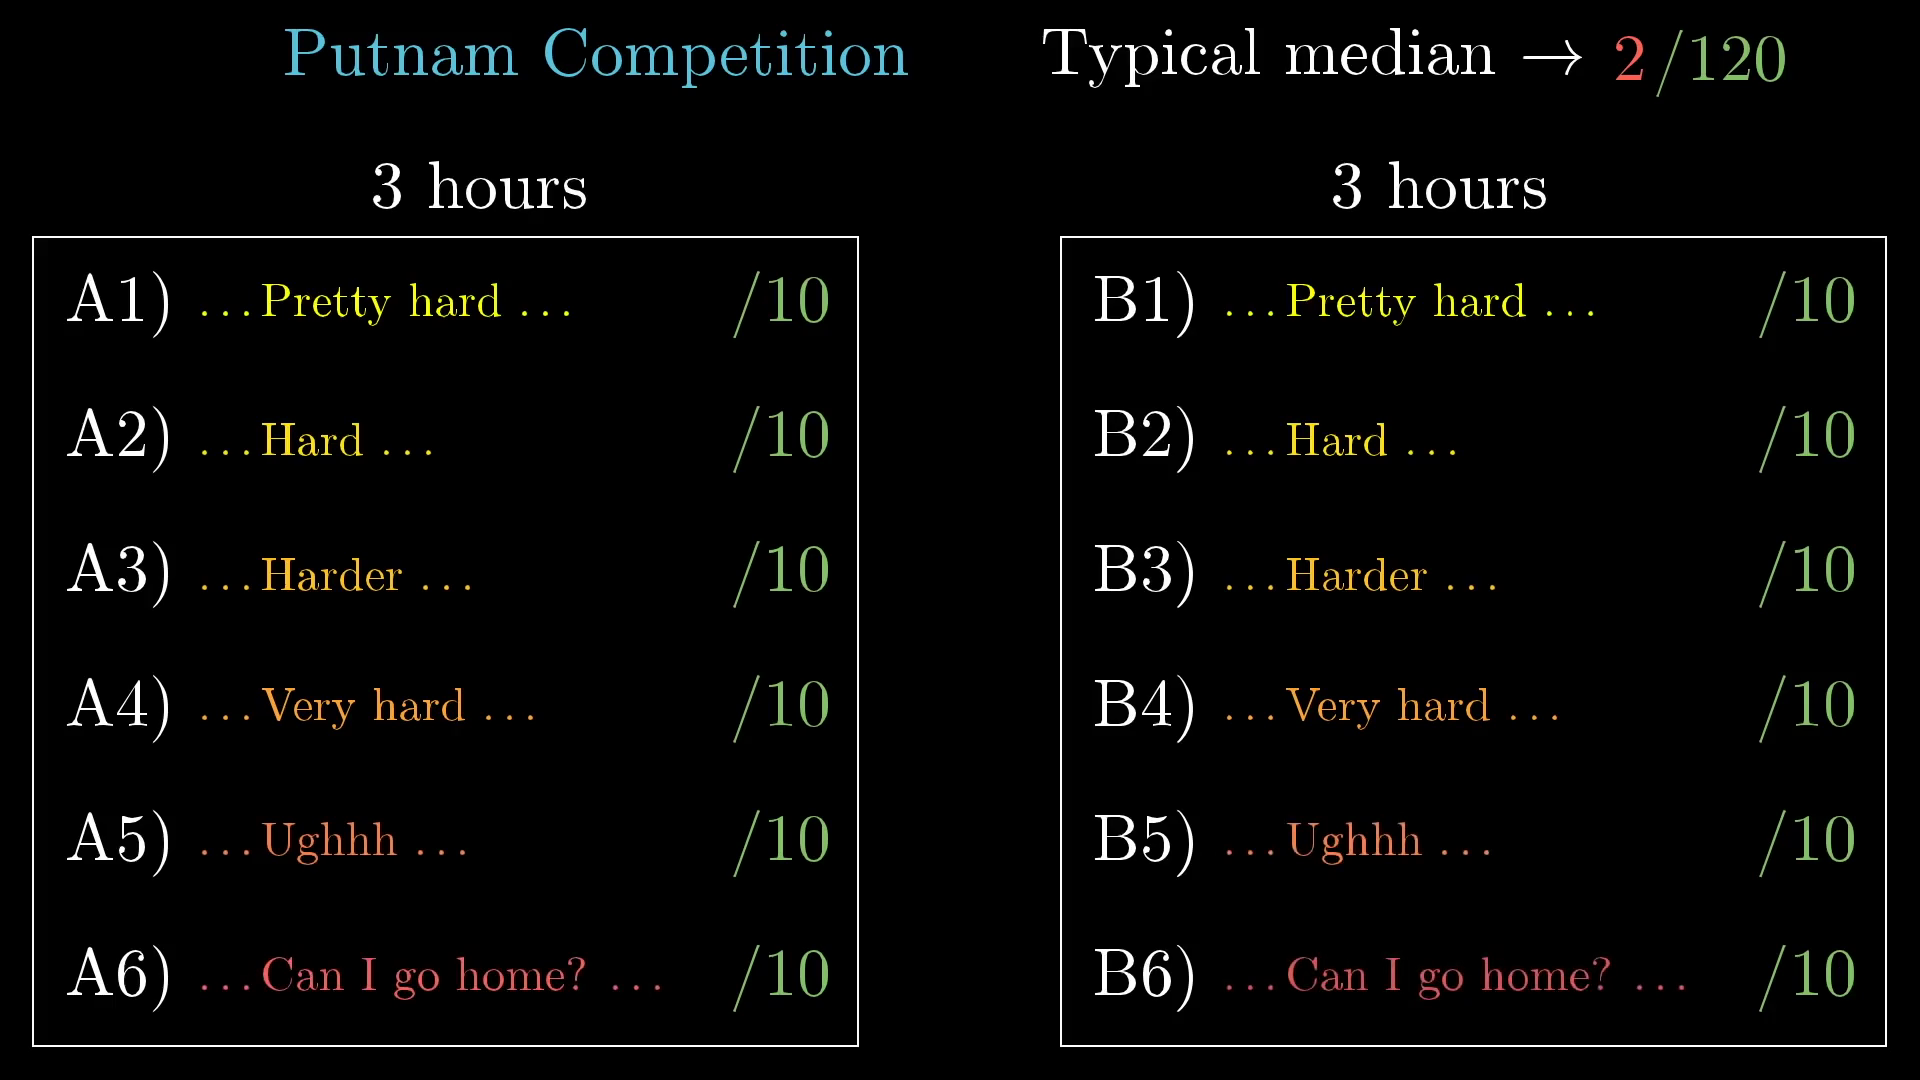 Putnam Competition
Typical median → 2/120
3 hours
A1) ...Pretty hard ... /10
A2) ...Hard ... /10
A3) ...Harder ... /10
A4) ...Very hard ... /10
A5) ...Ughhh ... /10
A6) ...Can I go home? ... /10
3 hours
B1) ...Pretty hard ... /10
B2) ...Hard ... /10
B3) ...Harder ... /10
B4) ...Very hard ... /10
B5) ...Ughhh ... /10
B6) ...Can I go home? ... /10